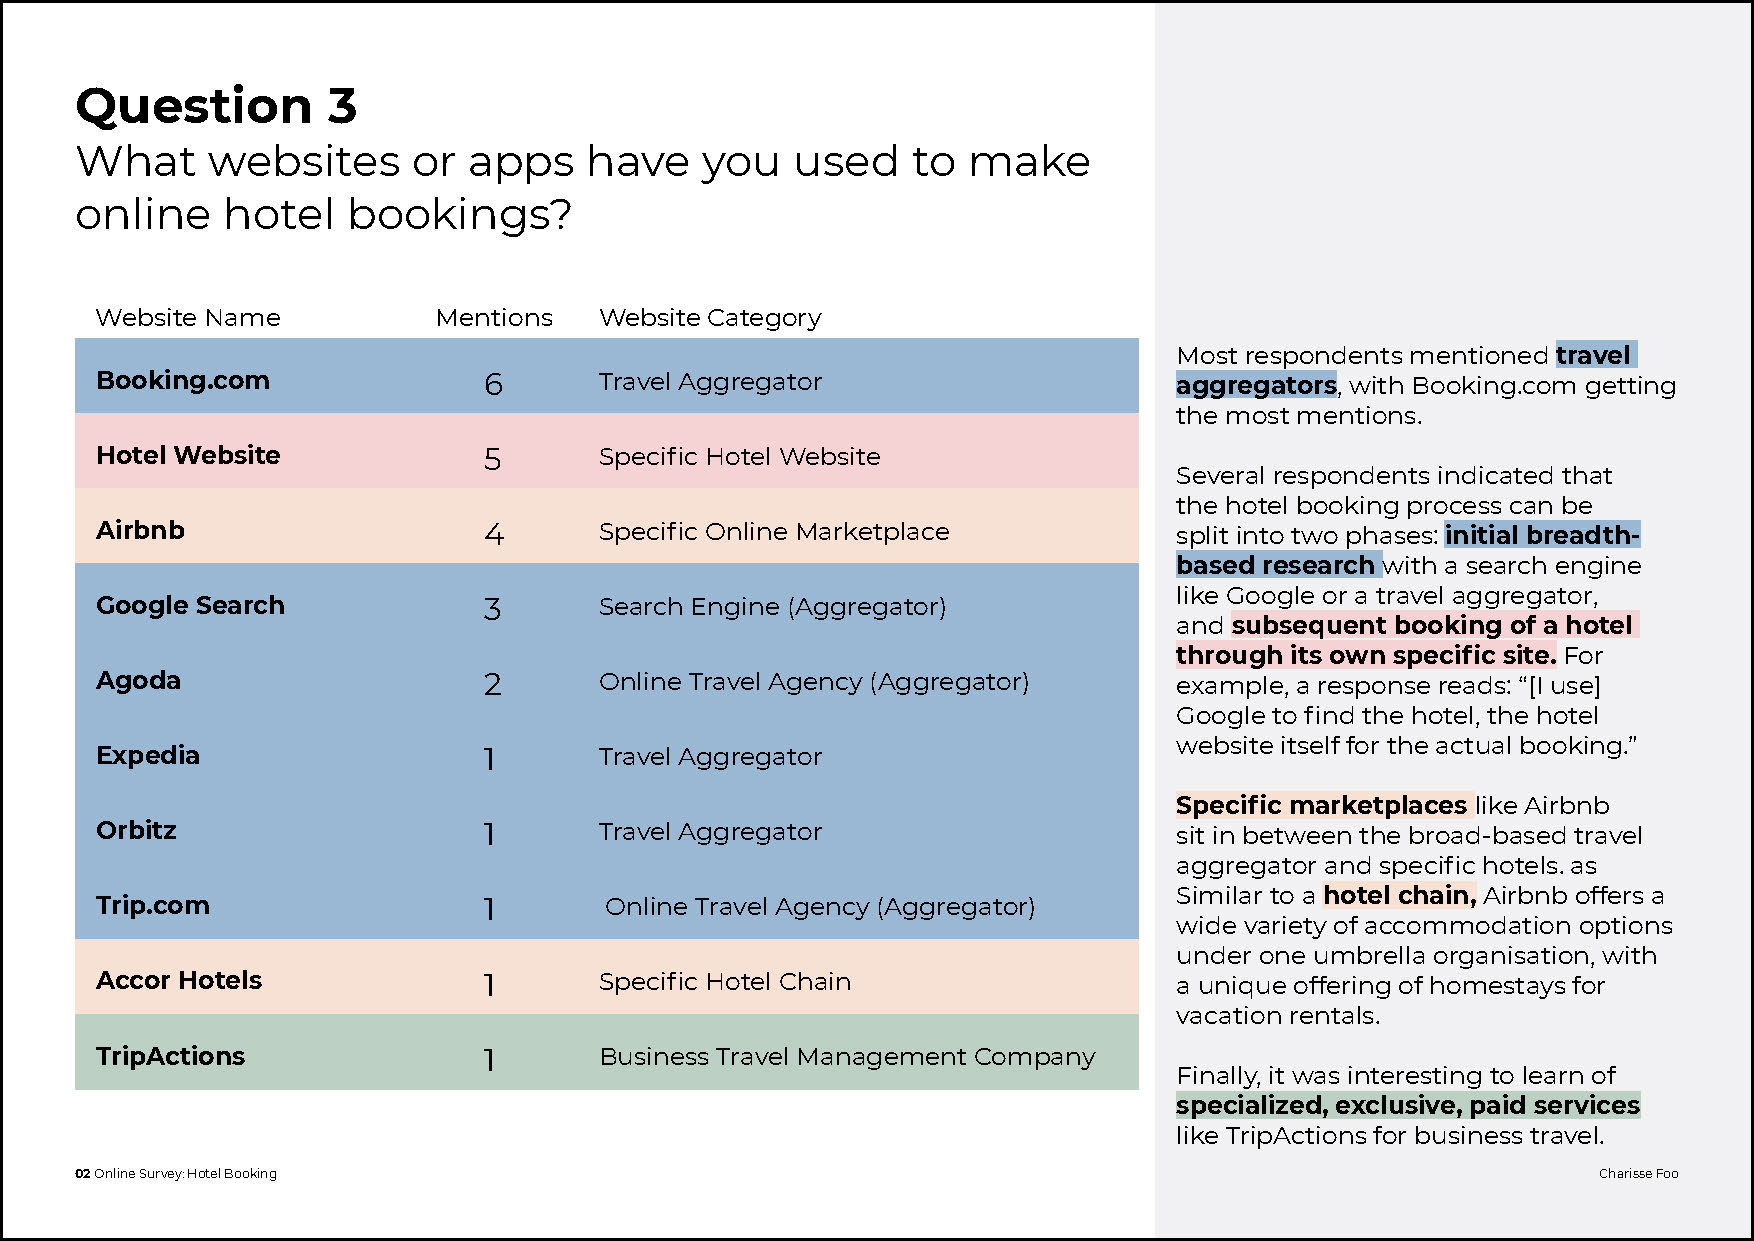 Question 3
What websites or apps have you used to make
online hotel bookings?
Website Name Mentions Website Category
Booking.com 6 Travel Aggregator
Hotel Website 5 Specific Hotel Website
Airbnb 4 Specific Online Marketplace
Google Search 3 Search Engine (Aggregator)
Agoda 2 Online Travel Agency (Aggregator)
Expedia 1 Travel Aggregator
Orbitz 1 Travel Aggregator
Trip.com 1 Online Travel Agency (Aggregator)
Accor Hotels 1 Specific Hotel Chain
TripActions 1 Business Travel Management Company
Most respondents mentioned travel
aggregators, with Booking.com getting
the most mentions.
Several respondents indicated that
the hotel booking process can be
split into two phases: initial breadth-
based research with a search engine
like Google or a travel aggregator,
and subsequent booking of a hotel
through its own specific site. For
example, a response reads: “[I use]
Google to find the hotel, the hotel
website itself for the actual booking.”
Specific marketplaces like Airbnb
sit in between the broad-based travel
aggregator and specific hotels. as
Similar to a hotel chain, Airbnb offers a
wide variety of accommodation options
under one umbrella organisation, with
a unique offering of homestays for
vacation rentals.
Finally, it was interesting to learn of
specialized, exclusive, paid services
like TripActions for business travel.
02 Online Survey: Hotel Booking
Charisse Foo